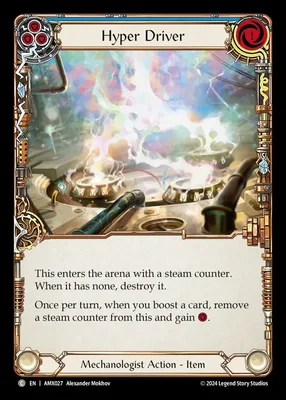 Hyper Driver
This enters the arena with a steam counter.
When it has none, destroy it.
Once per turn, when you boost a card, remove
a steam counter from this and gain
.
Mechanologist Action - Item
C EN | AMX027 Alexander Mokhov
©2024 Legend Story Studios